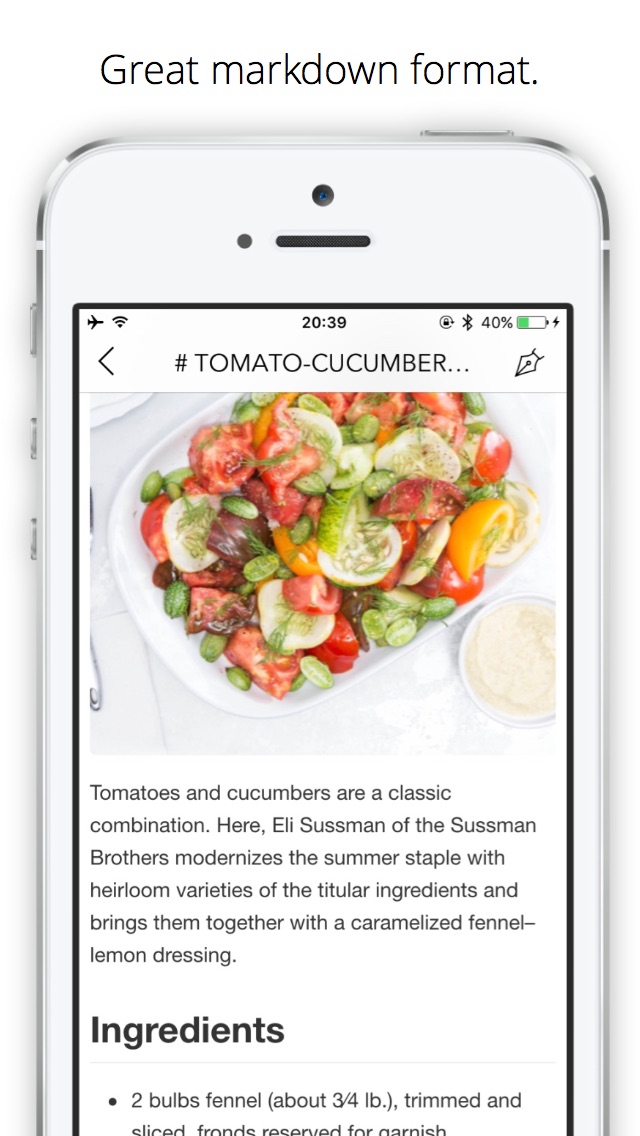 Great markdown format.
20:39
40%
# TOMATO-CUCUMBER...
Tomatoes and cucumbers are a classic
combination. Here, Eli Sussman of the Sussman
Brothers modernizes the summer staple with
heirloom varieties of the titular ingredients and
brings them together with a caramelized fennel–
lemon dressing.
Ingredients
• 2 bulbs fennel (about 3⁄4 lb.), trimmed and
sliced, fronds reserved for garnish